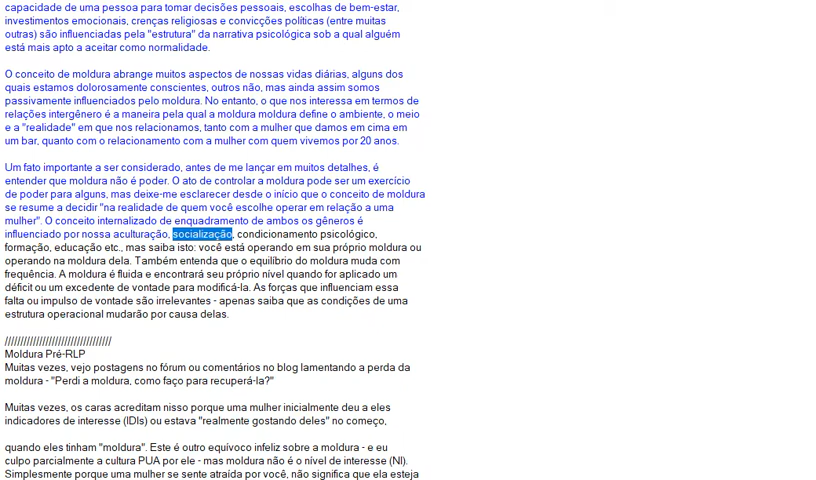 capacidade de uma pessoa para tomar decisões pessoais, escolhas de bem-estar,
investimentos emocionais, crenças religiosas e convicções políticas (entre muitas
outras) são influenciadas pela "estrutura" da narrativa psicológica sob a qual alguém
está mais apto a aceitar como normalidade.
O conceito de moldura abrange muitos aspectos de nossas vidas diárias, alguns dos
quais estamos dolorosamente conscientes, outros não, mas ainda assim somos
passivamente influenciados pelo moldura. No entanto, o que nos interessa em termos de
relações intergênero é a maneira pela qual a moldura moldura define o ambiente, o meio
e a "realidade" em que nos relacionamos, tanto com a mulher que damos em cima em
um bar, quanto com o relacionamento com a mulher com quem vivemos por 20 anos.
Um fato importante a ser considerado, antes de me lançar em muitos detalhes, é
entender que moldura não é poder. O ato de controlar a moldura pode ser um exercício
de poder para alguns, mas deixe-me esclarecer desde o início que o conceito de moldura
se resume a decidir "na realidade de quem você escolhe operar em relação a uma
mulher". O conceito internalizado de enquadramento de ambos os gêneros é
influenciado por nossa aculturação, socialização, condicionamento psicológico,
formação, educação etc., mas saiba isto: você está operando em sua próprio moldura ou
operando na moldura dela. Também entenda que o equilíbrio do moldura muda com
frequência. A moldura é fluida e encontrará seu próprio nível quando for aplicado um
déficit ou um excedente de vontade para modificá-la. As forças que influenciam essa
falta ou impulso de vontade são irrelevantes - apenas saiba que as condições de uma
estrutura operacional mudarão por causa delas.
//////////////////////////////////
Moldura Pré-RLP
Muitas vezes, vejo postagens no fórum ou comentários no blog lamentando a perda da
moldura - "Perdi a moldura, como faço para recuperá-la?"
Muitas vezes, os caras acreditam nisso porque uma mulher inicialmente deu a eles
indicadores de interesse (IDIs) ou estava "realmente gostando deles" no começo,
quando eles tinham "moldura". Este é outro equívoco infeliz sobre a moldura - e eu
culpo parcialmente a cultura PUA por ele - mas moldura não é o nível de interesse (NI).
Simplesmente porque uma mulher se sente atraída por você, não significa que ela esteja